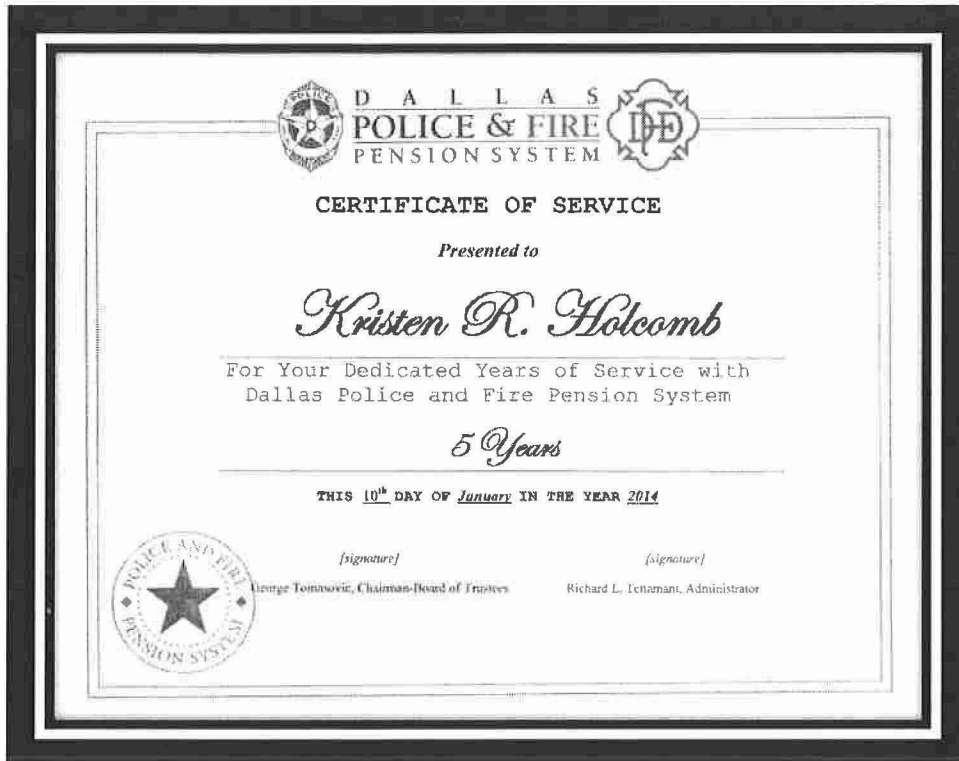 DALLAS
POLICE & FIRE
PENSION SYSTEM
POLICE
D
DFD
CERTIFICATE OF SERVICE
Presented to
Kristen R. Holcomb
For Your Dedicated Years of Service with
Dallas Police and Fire Pension System
5 Years
THIS 10th DAY OF January IN THE YEAR 2014
[signature] [signature]
George Tomasovic, Chairman-Board of Trustees Richard L. Tettamant, Administrator
POLICE AND FIRE
PENSION SYSTEM